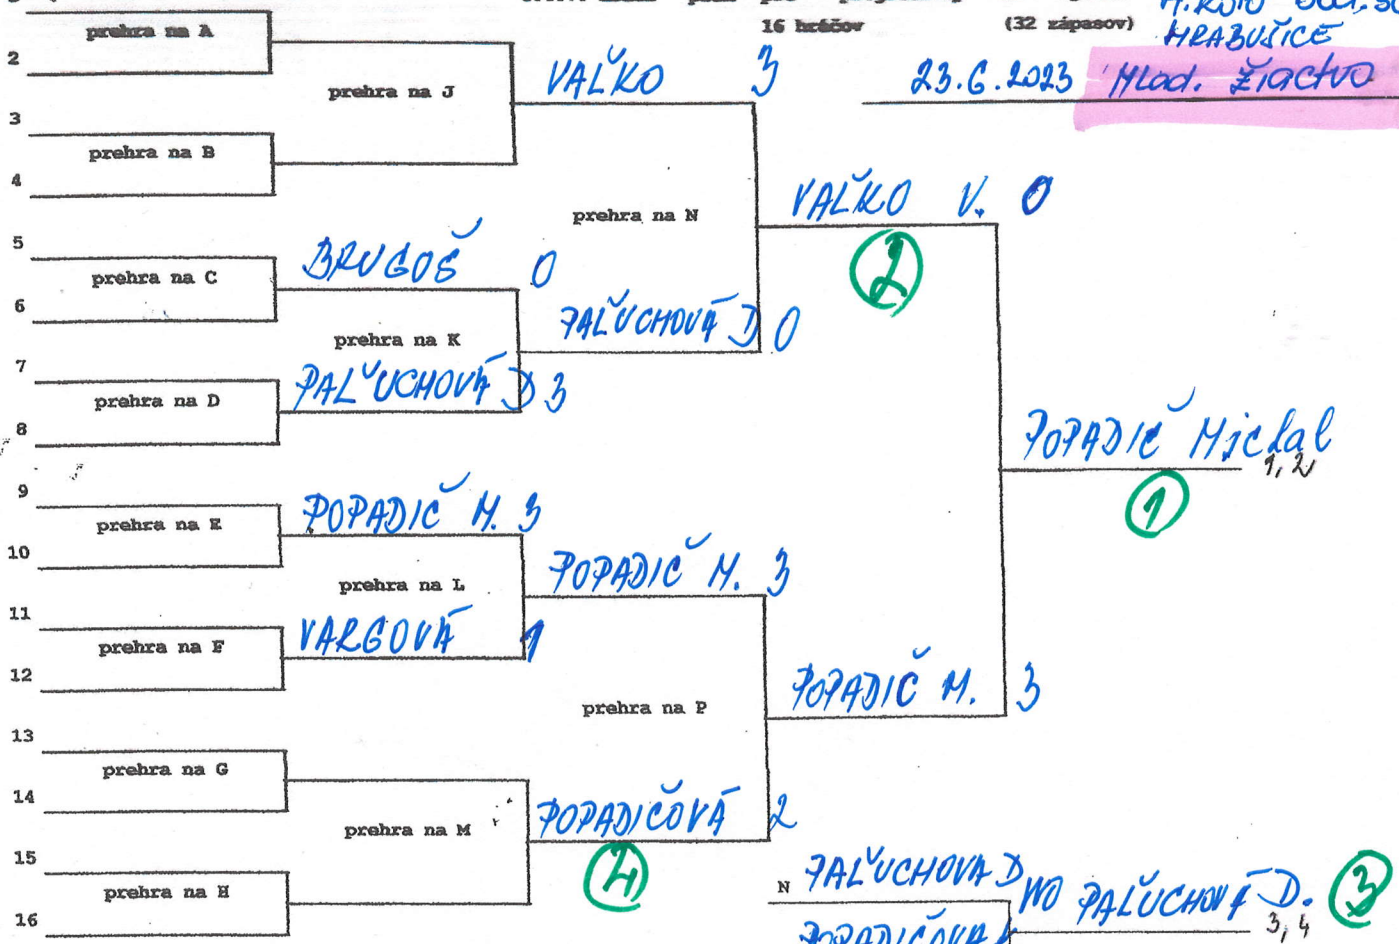 16 hráčov (32 zápasov)
HRABUŠICE
23.6.2023 Mlad. žiactvo
prehra na A
2
prehra na J
VAĽKO 3
3
prehra na B
4
prehra na N
VAĽKO V. 0
2
5
prehra na C
BRUGOŠ 0
6
prehra na K
PAĽUCHOVÁ D 0
7
prehra na D
PAĽUCHOVÁ D 3
8
POPADIČ Michal
1,2
1
9
prehra na E
POPADIČ M. 3
10
prehra na L
POPADIČ M. 3
11
prehra na F
VARGOVÁ 1
12
prehra na P
POPADIČ M. 3
13
prehra na G
14
prehra na M
POPADIČOVÁ 2
4
15
prehra na H
16
N PAĽUCHOVA D
WO PAĽUCHOVÁ D. 3
3,4
POPADIČOVA